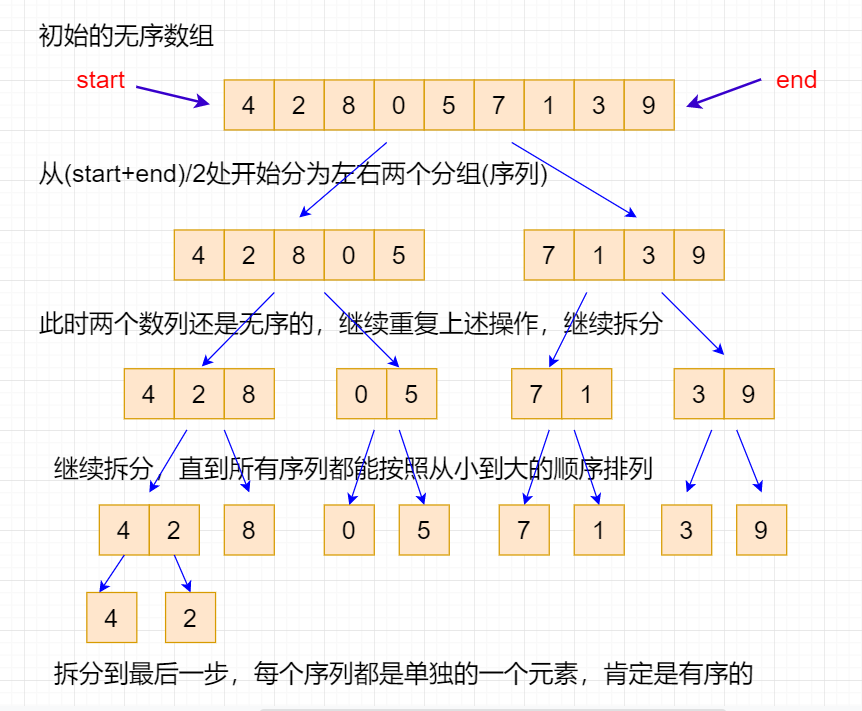 初始的无序数组
start
end
4 2 8 0 5 7 1 3 9
从(start+end)/2处开始分为左右两个分组(序列)
4 2 8 0 5
7 1 3 9
此时两个数列还是无序的，继续重复上述操作，继续拆分
4 2 8
0 5
7 1
3 9
继续拆分，直到所有序列都能按照从小到大的顺序排列
4 2
8
0
5
7
1
3
9
4
2
拆分到最后一步，每个序列都是单独的一个元素，肯定是有序的